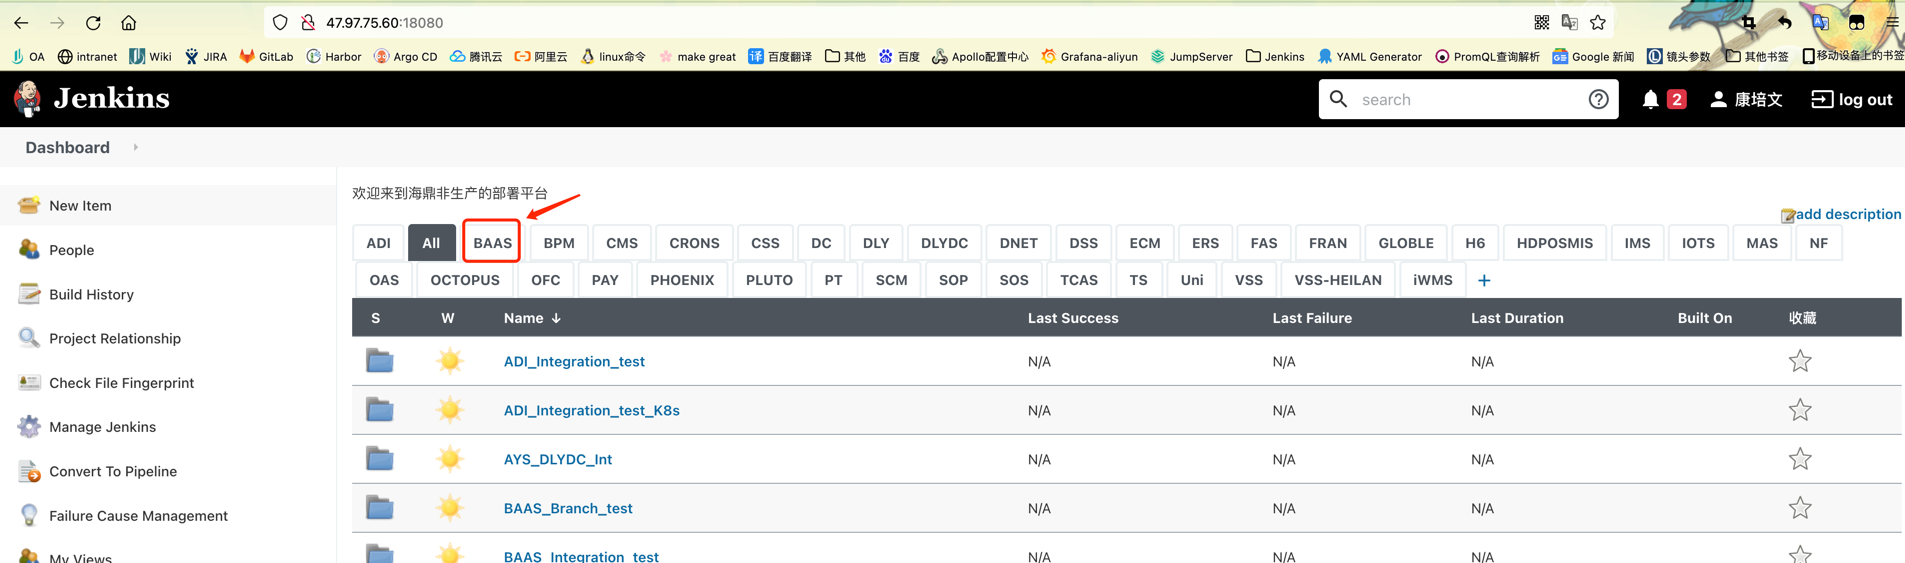 47.97.75.60:18080
OA intranet Wiki JIRA GitLab Harbor Argo CD 腾讯云 阿里云 linux命令 make great 百度翻译 其他 百度 Apollo配置中心 Grafana-aliyun JumpServer Jenkins YAML Generator PromQL查询解析 Google 新闻 镜头参数 其他书签 移动设备上的书签
Jenkins search 2 康培文 log out
Dashboard
欢迎来到海鼎非生产的部署平台
add description
ADI All BAAS BPM CMS CRONS CSS DC DLY DLYDC DNET DSS ECM ERS FAS FRAN GLOBLE H6 HDPOSMIS IMS IOTS MAS NF
OAS OCTOPUS OFC PAY PHOENIX PLUTO PT SCM SOP SOS TCAS TS Uni VSS VSS-HEILAN iWMS +
S W Name ↓ Last Success Last Failure Last Duration Built On 收藏
ADI_Integration_test N/A N/A N/A
ADI_Integration_test_K8s N/A N/A N/A
AYS_DLYDC_Int N/A N/A N/A
BAAS_Branch_test N/A N/A N/A
BAAS_Integration_test N/A N/A N/A
New Item
People
Build History
Project Relationship
Check File Fingerprint
Manage Jenkins
Convert To Pipeline
Failure Cause Management
My Views